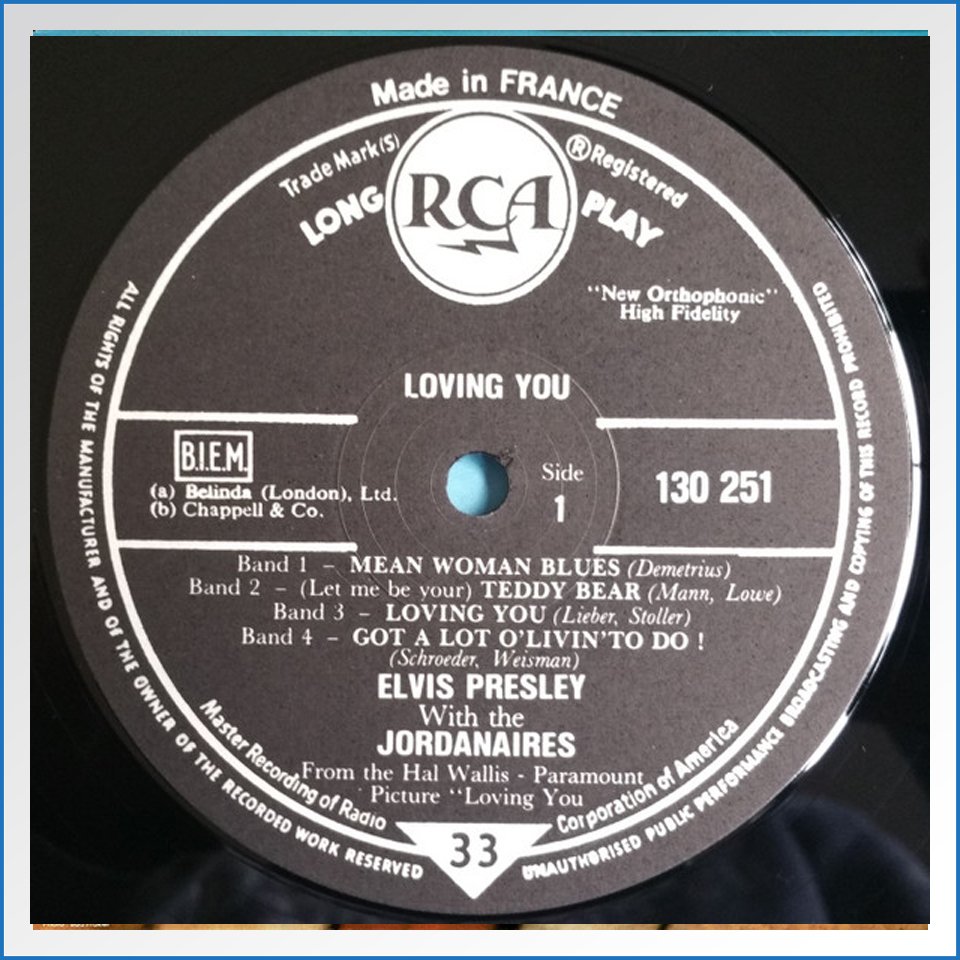 Made in FRANCE
Trade Mark(S)
® Registered
LONG PLAY
RCA
"New Orthophonic"
High Fidelity
LOVING YOU
B.I.E.M.
(a) Belinda (London), Ltd.
(b) Chappell & Co.
Side
1
130 251
Band 1 – MEAN WOMAN BLUES (Demetrius)
Band 2 – (Let me be your) TEDDY BEAR (Mann, Lowe)
Band 3 – LOVING YOU (Lieber, Stoller)
Band 4 – GOT A LOT O'LIVIN'TO DO !
(Schroeder, Weisman)
ELVIS PRESLEY
With the
JORDANAIRES
From the Hal Wallis - Paramount
Picture "Loving You
Master Recording of Radio Corporation of America
33
ALL RIGHTS OF THE MANUFACTURER AND OF THE OWNER OF THE RECORDED WORK RESERVED
UNAUTHORISED PUBLIC PERFORMANCE BROADCASTING AND COPYING OF THIS RECORD PROHIBITED